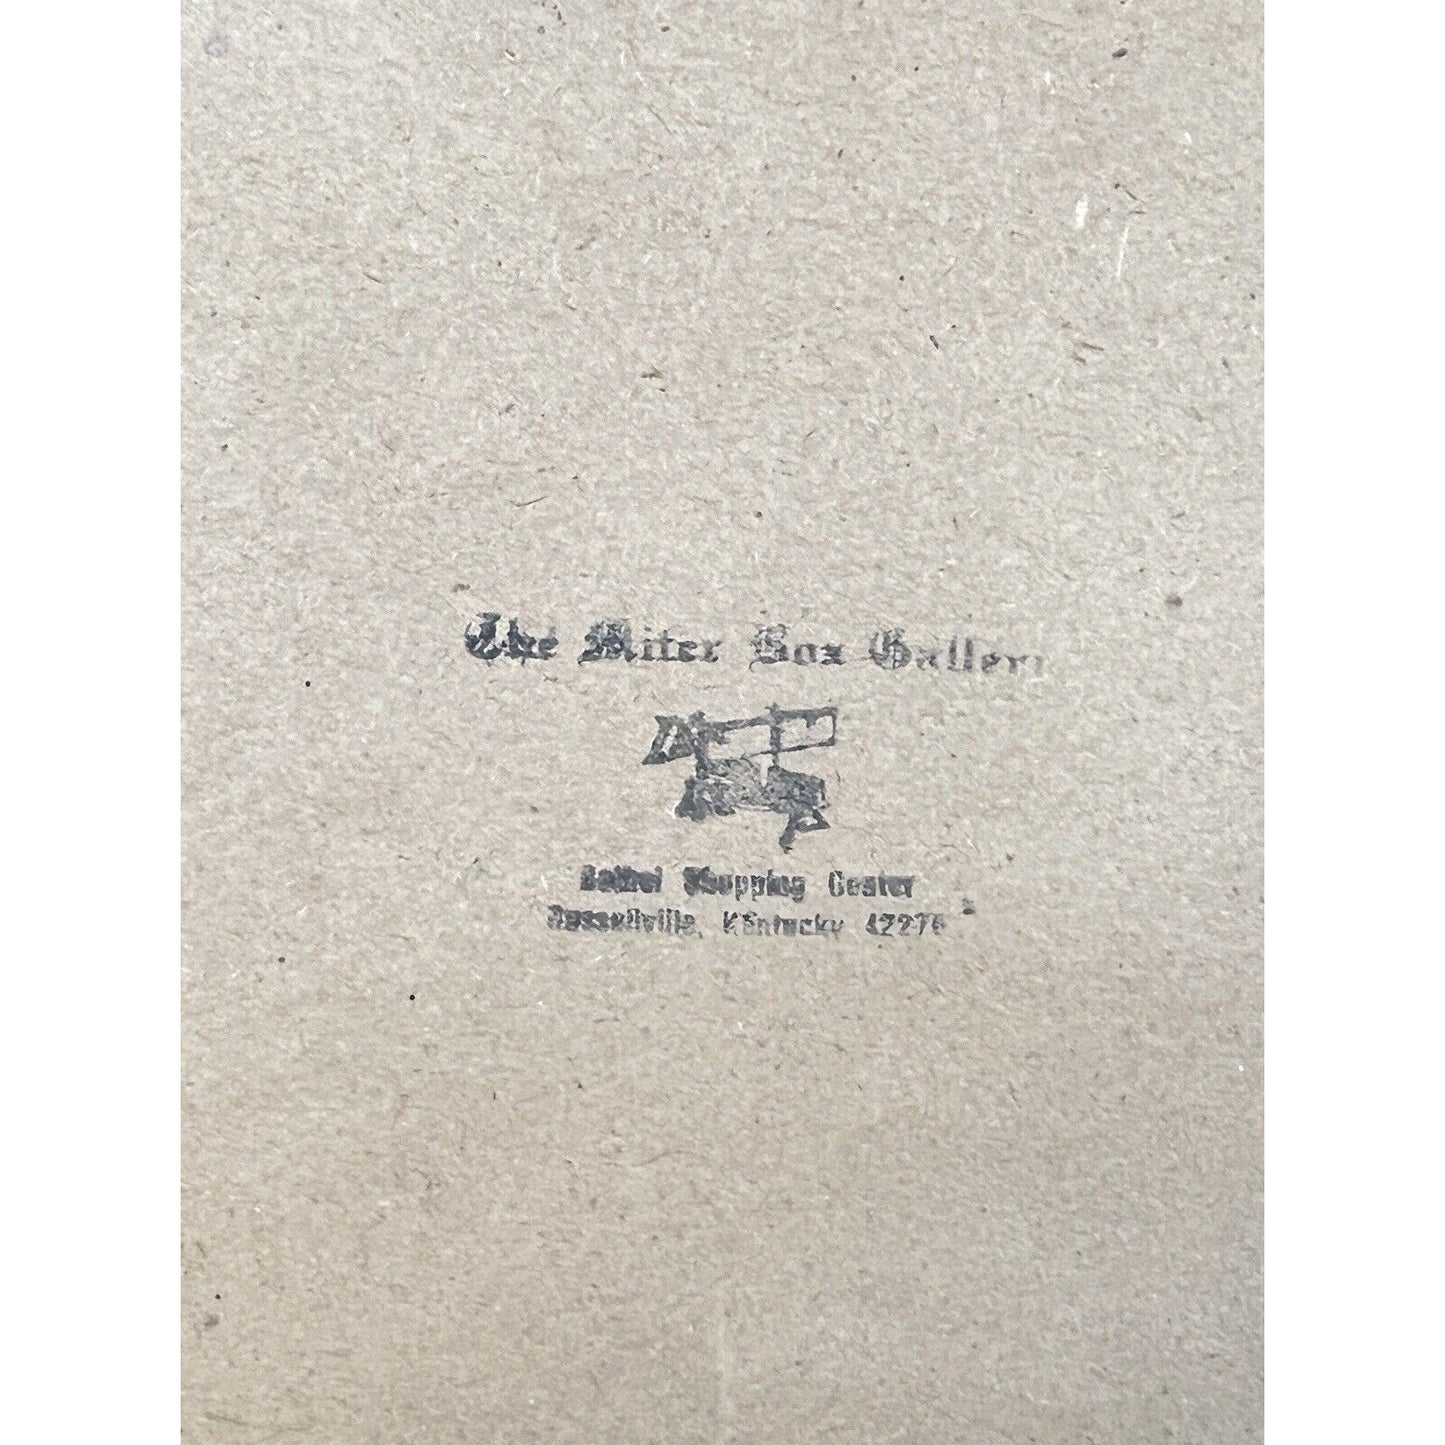 The Miter Box Gallery
Bethel Shopping Center
Russellville, Kentucky 42276